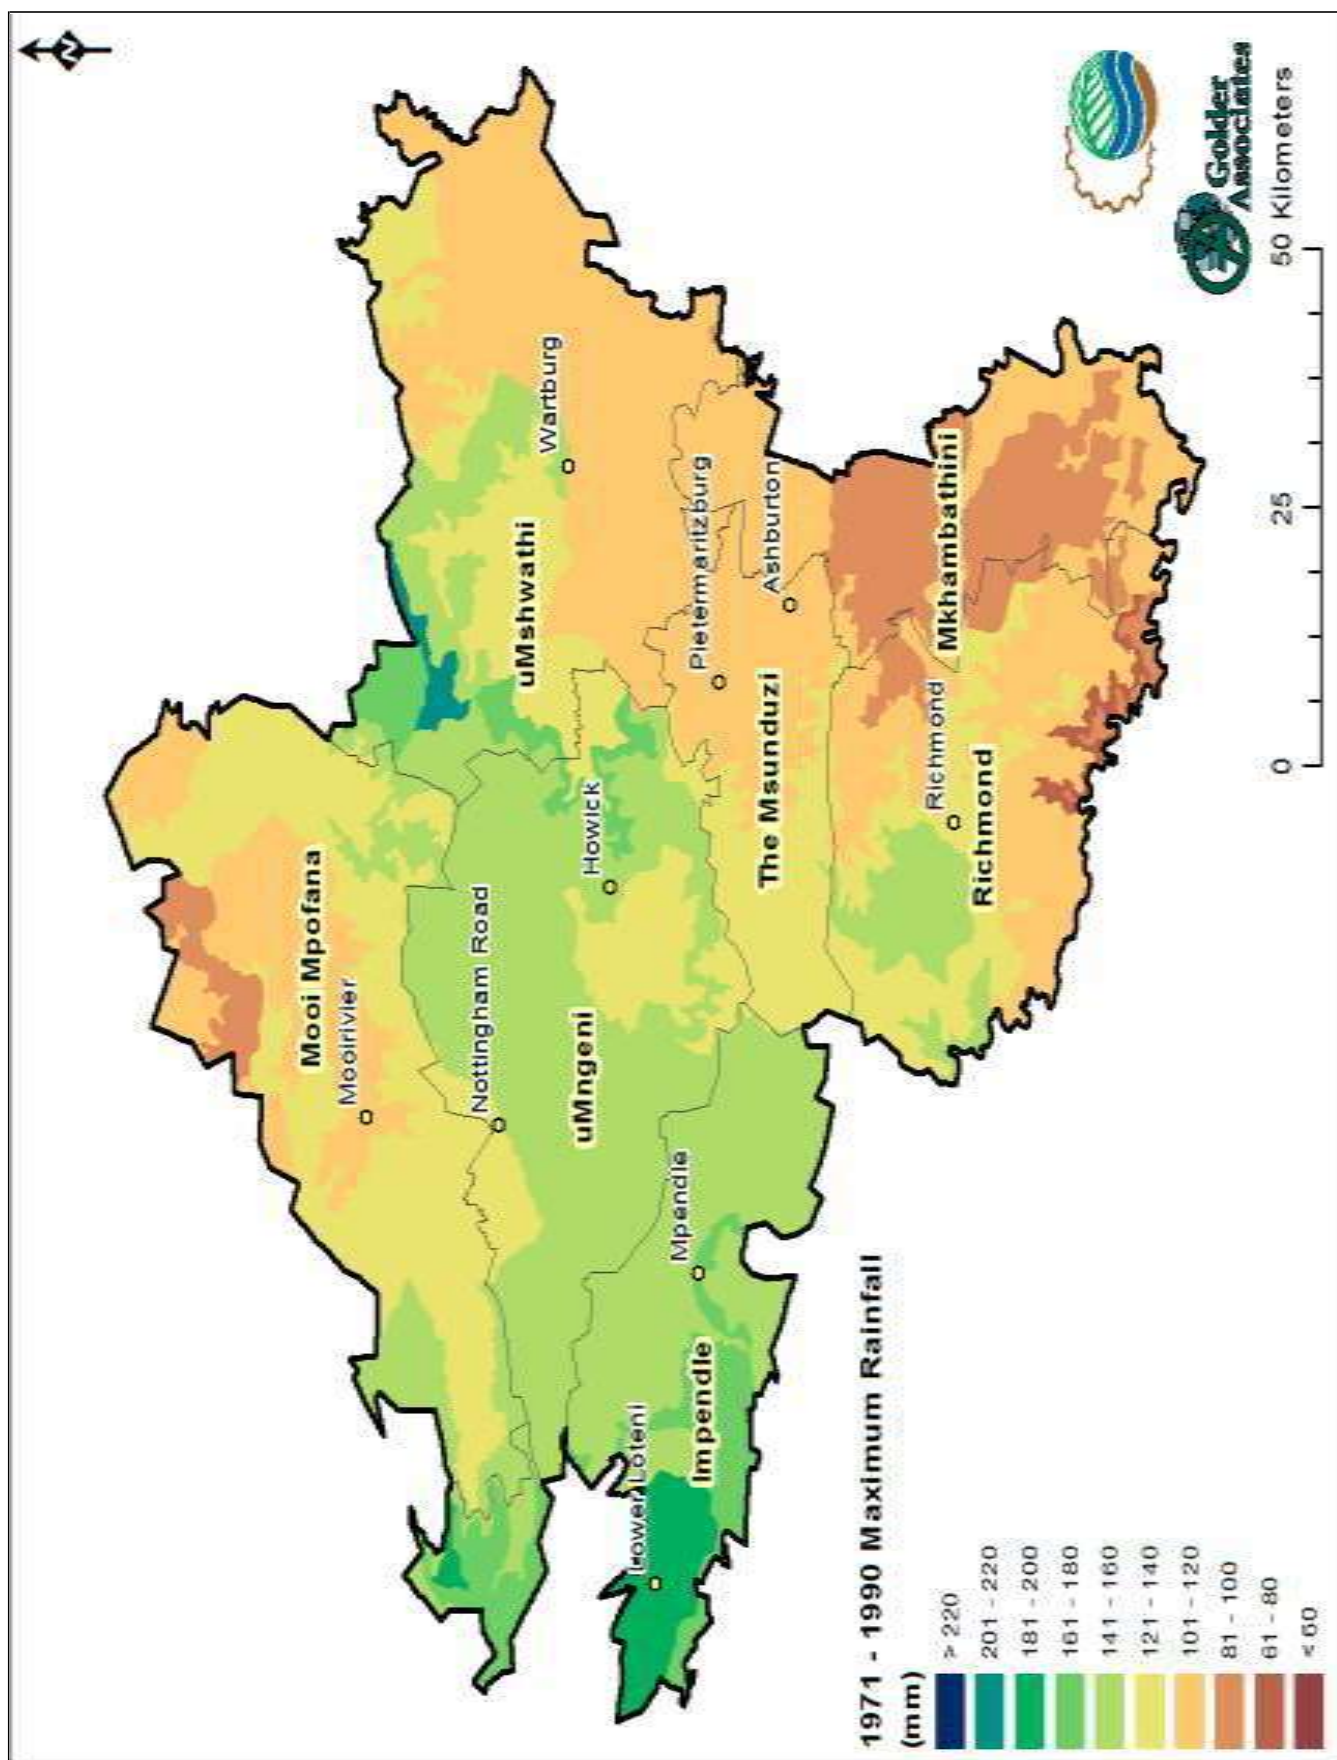 N
Mooi Mpofana
Mooirivier
Nottingham Road
uMshwathi
Wartburg
uMngeni
Howick
Lower Loteni
Mpendle
Impendle
Pietermaritzburg
The Msunduzi
Ashburton
Richmond
Richmond
Mkhambathini
1971 - 1990 Maximum Rainfall
(mm)
> 220
201 - 220
181 - 200
161 - 180
141 - 160
121 - 140
101 - 120
81 - 100
61 - 80
< 60
Golder
Associates
0 25 50 Kilometers